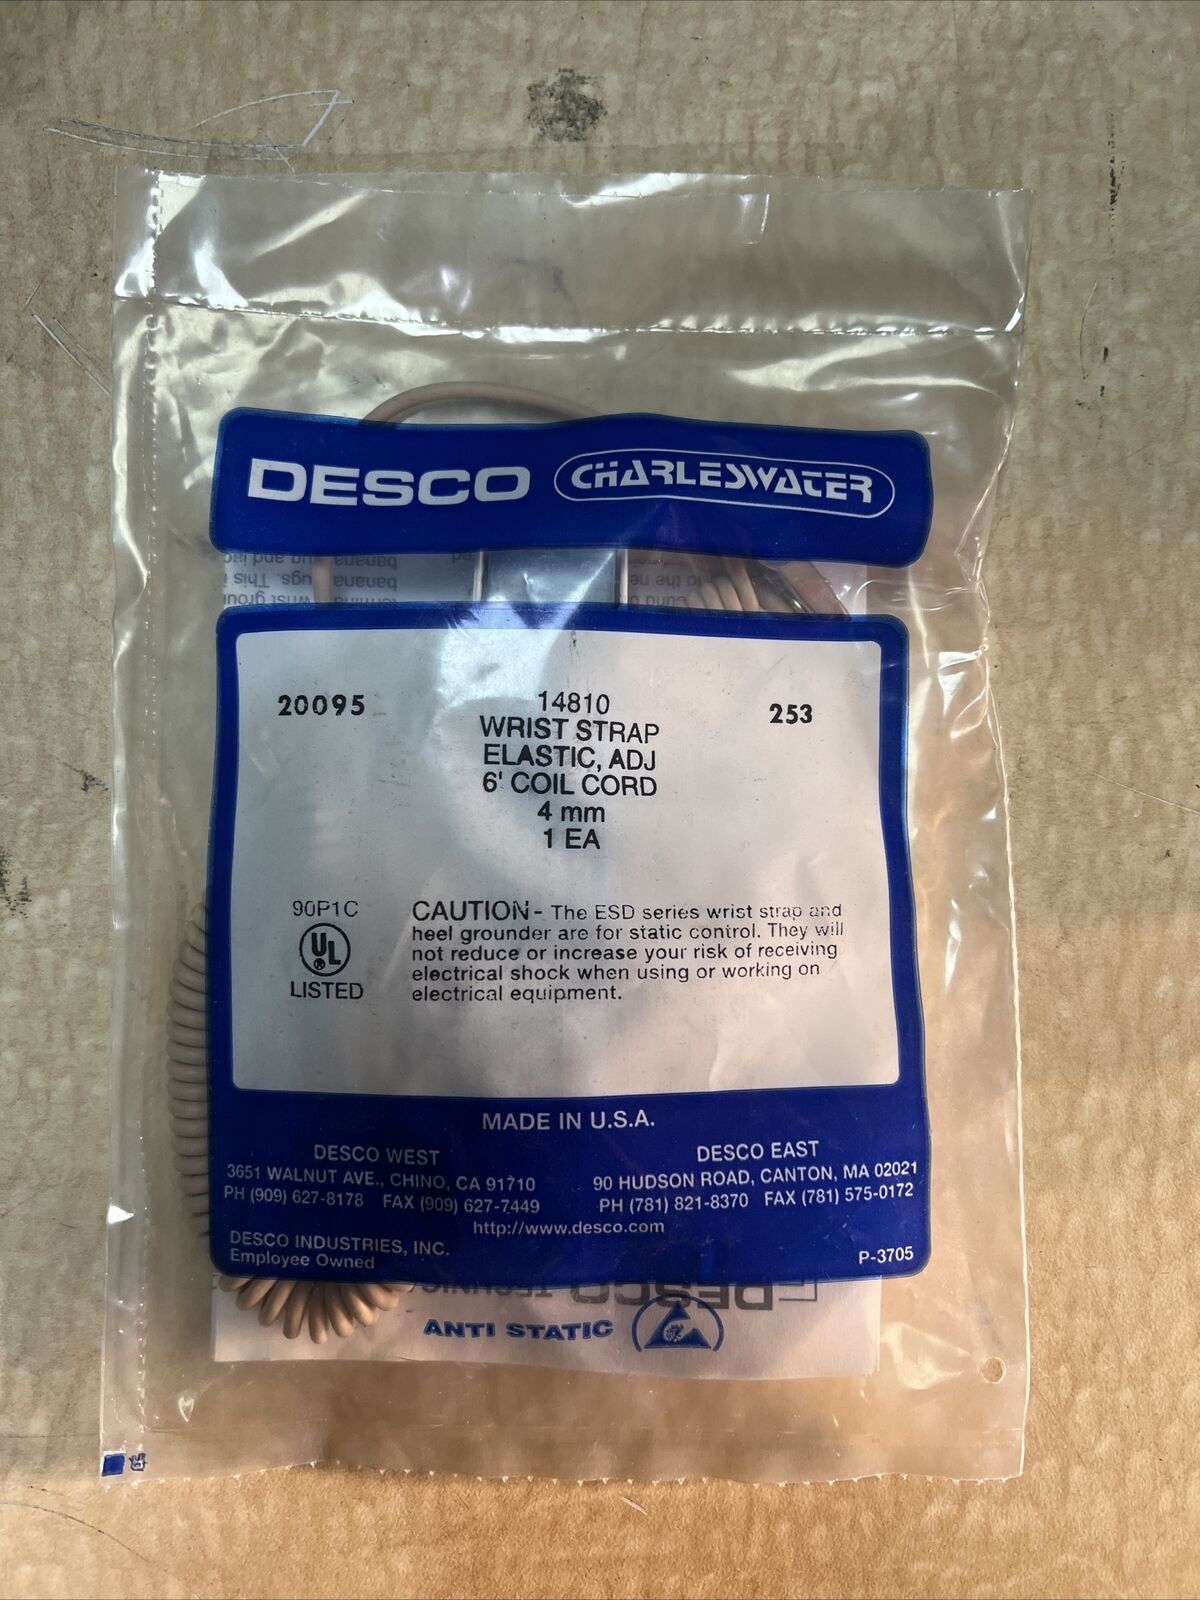 DESCO CHARLESWATER
20095
14810
253
WRIST STRAP
ELASTIC, ADJ
6' COIL CORD
4 mm
1 EA
90P1C
UL
®
LISTED
CAUTION - The ESD series wrist strap and
heel grounder are for static control. They will
not reduce or increase your risk of receiving
electrical shock when using or working on
electrical equipment.
MADE IN U.S.A.
DESCO WEST
3651 WALNUT AVE., CHINO, CA 91710
PH (909) 627-8178 FAX (909) 627-7449
DESCO EAST
90 HUDSON ROAD, CANTON, MA 02021
PH (781) 821-8370 FAX (781) 575-0172
http://www.desco.com
DESCO INDUSTRIES, INC.
Employee Owned
P-3705
DESCO
ANTI STATIC